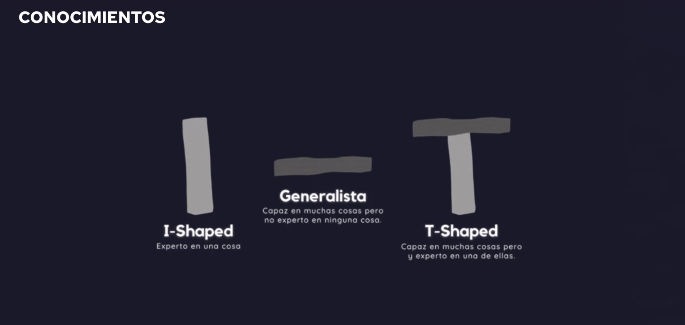 CONOCIMIENTOS
I-Shaped
Experto en una cosa
Generalista
Capaz en muchas cosas pero
no experto en ninguna cosa.
T-Shaped
Capaz en muchas cosas pero
y experto en una de ellas.